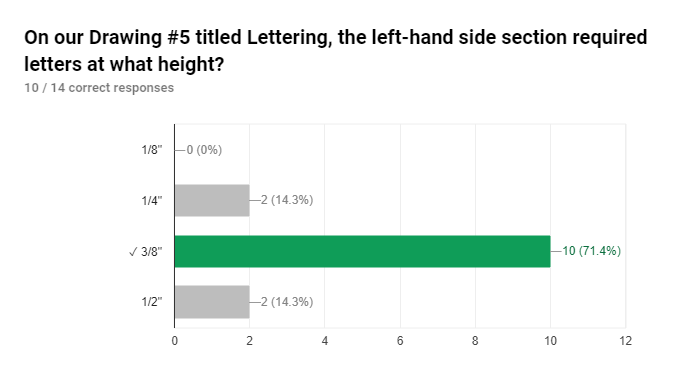 On our Drawing #5 titled Lettering, the left-hand side section required
letters at what height?
10 / 14 correct responses
1/8" 0 (0%)
1/4" 2 (14.3%)
✓ 3/8" 10 (71.4%)
1/2" 2 (14.3%)
0 2 4 6 8 10 12